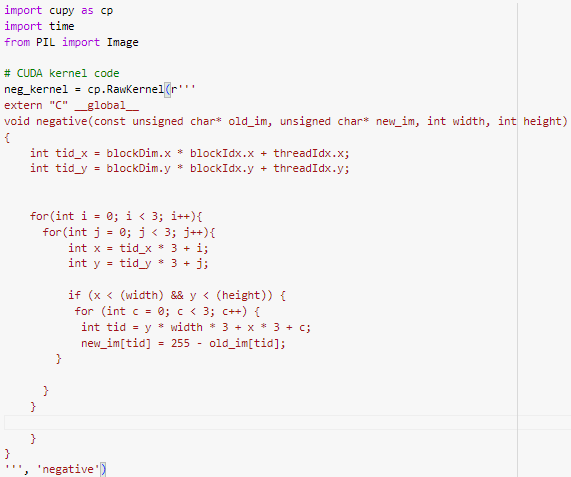 import cupy as cp
import time
from PIL import Image
# CUDA kernel code
neg_kernel = cp.RawKernel(r'''
extern "C" __global__
void negative(const unsigned char* old_im, unsigned char* new_im, int width, int height)
{
int tid_x = blockDim.x * blockIdx.x + threadIdx.x;
int tid_y = blockDim.y * blockIdx.y + threadIdx.y;
for(int i = 0; i < 3; i++){
for(int j = 0; j < 3; j++){
int x = tid_x * 3 + i;
int y = tid_y * 3 + j;
if (x < (width) && y < (height)) {
for (int c = 0; c < 3; c++) {
int tid = y * width * 3 + x * 3 + c;
new_im[tid] = 255 - old_im[tid];
}
}
}
}
}
''', 'negative')